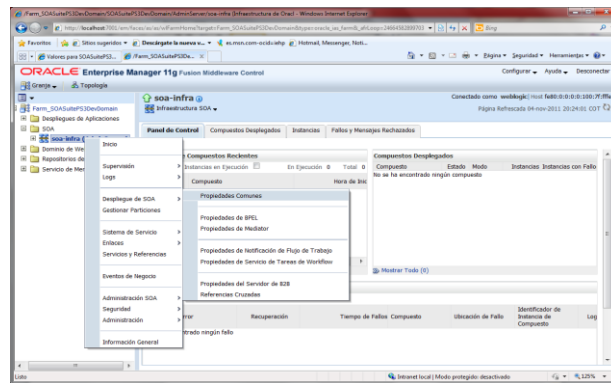 /Farm_SOASuitePS3DevDomain/SOASuitePS3DevDomain/AdminServer/soa-infra (Infraestructura de Oracle) - Windows Internet Explorer
Bing
Favoritos
Sitios sugeridos
Descárgate la nueva e...
es.msn.com-ocid=iehp
Hotmail, Messenger, Noti...
Valores para SOASuitePS3...
/Farm_SOASuitePS3De...
Página
Seguridad
Herramientas
ORACLE Enterprise Manager 11g Fusion Middleware Control
Configurar
Ayuda
Desconectar
Granja
Topología
Farm_SOASuitePS3DevDomain
Despliegues de Aplicaciones
SOA
soa-infra
Dominio de We
Repositorios de
Servicio de Mer
soa-infra
Infraestructura SOA
Conectado como weblogic
Página Refrescada 04-nov-2011 20:24:01 COT
Panel de Control
Compuestos Desplegados
Instancias
Fallos y Mensajes Rechazados
Inicio
Supervisión
Logs
Despliegue de SOA
Gestionar Particiones
Sistema de Servicio
Enlaces
Servicios y Referencias
Eventos de Negocio
Administración SOA
Seguridad
Administración
Información General
Compuestos Recientes
Instancias en Ejecución
En Ejecución 0
Total 0
Compuesto
Hora de Inic
Propiedades Comunes
Propiedades de BPEL
Propiedades de Mediator
Propiedades de Notificación de Flujo de Trabajo
Propiedades de Servicio de Tareas de Workflow
Propiedades del Servidor de B2B
Referencias Cruzadas
Compuestos Desplegados
Compuesto
Estado
Modo
Instancias
Instancias con Fallo
No se ha encontrado ningún compuesto
Mostrar Todo (0)
rror
Recuperación
Tiempo de Fallos
Compuesto
Ubicación de Fallo
Identificador de Instancia de Compuesto
Log
trado ningún fallo
Listo
Intranet local | Modo protegido: desactivado
125%